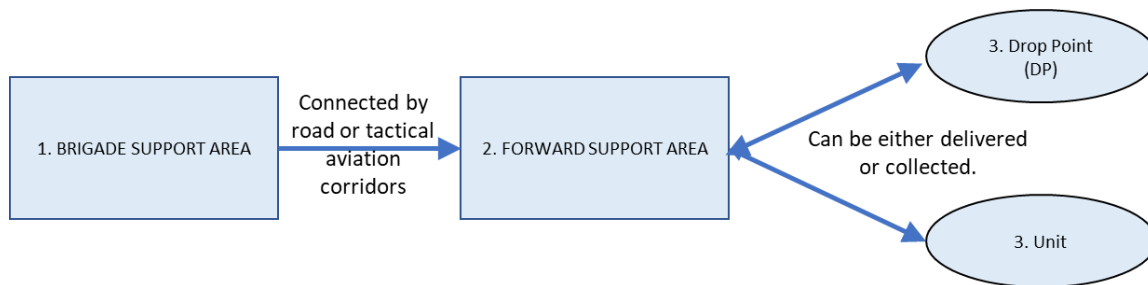 1. BRIGADE SUPPORT AREA
Connected by
road or tactical
aviation
corridors
2. FORWARD SUPPORT AREA
3. Drop Point
(DP)
Can be either delivered
or collected.
3. Unit